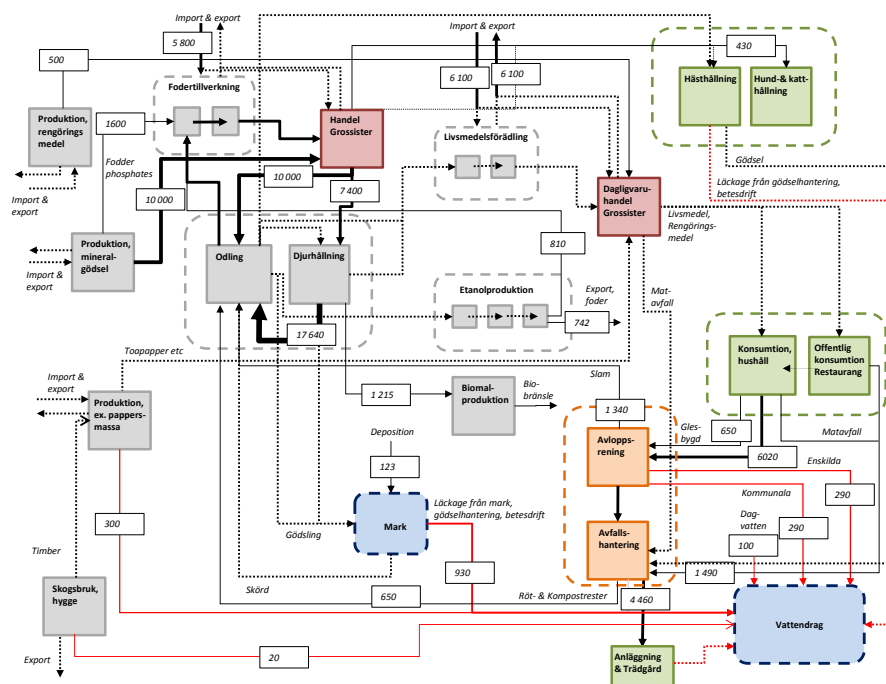 Import & export
5 800
Import & export
430
500
Fodertillverkning
6 100
6 100
Hästhållning
Hund-& katt-
hållning
Produktion,
rengörings
medel
1600
Handel
Grossister
Livsmedelsförädling
Gödsel
Fodder
phosphates
10 000
10 000
7 400
Dagligvaru-
handel
Grossister
Läckage från gödselhantering,
betesdrift
Import &
export
Livsmedel,
Rengörings-
medel
Produktion,
mineral-
gödsel
Odling
Djurhållning
810
Import &
export
Etanolproduktion
Export,
foder
742
Mat-
avfall
17 640
Toapapper etc
Konsumtion,
hushåll
Offentlig
konsumtion
Restaurang
Import &
export
Produktion,
ex. pappers-
massa
1 215
Biomal-
produktion
Bio-
bränsle
Slam
1 340
Gles-
bygd
650
Matavfall
Deposition
Avlopps-
rening
6020
Enskilda
123
Kommunala
290
Läckage från mark,
gödselhantering, betesdrift
Dag-
vatten
290
300
Mark
Gödsling
Avfalls-
hantering
100
Timber
930
1 490
Skogsbruk,
hygge
Skörd
650
Röt- & Kompostrester
4 460
Vattendrag
Export
20
Anläggning
& Trädgård